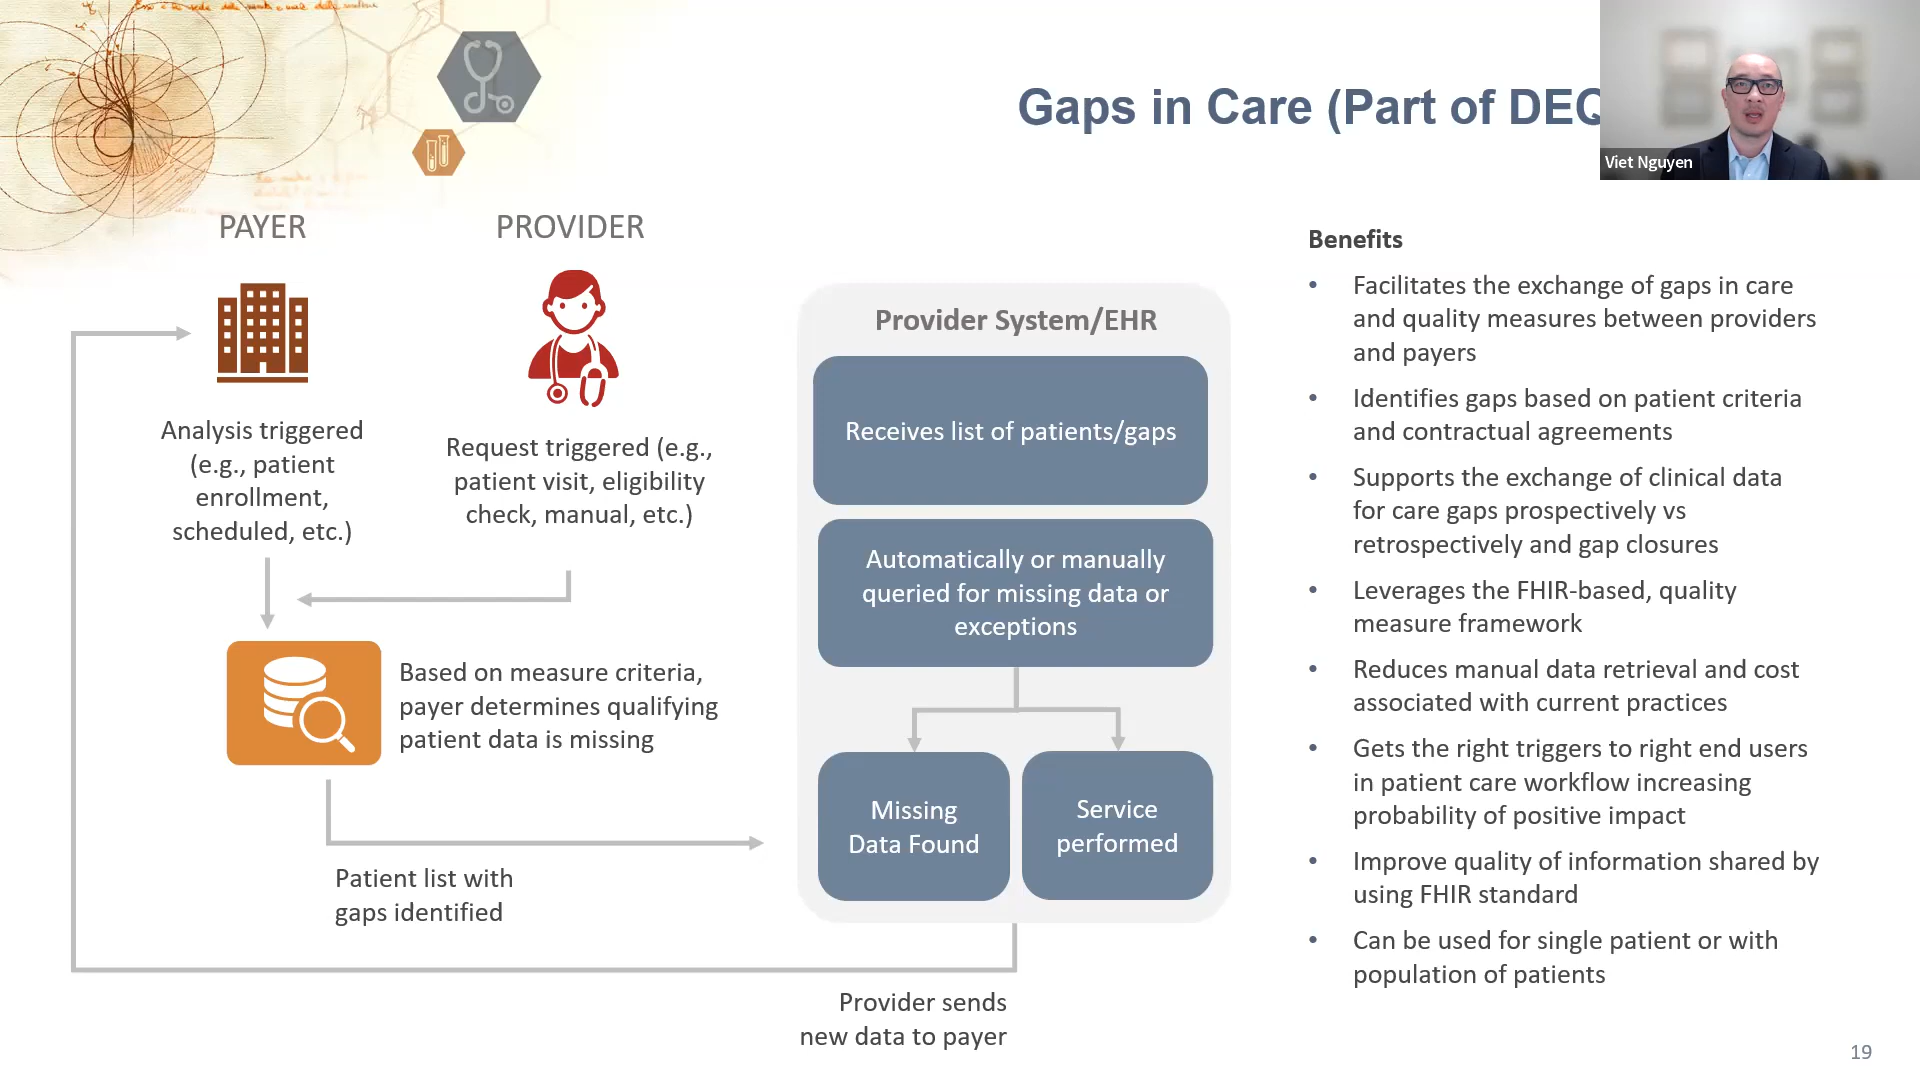 Gaps in Care (Part of DEQ
Viet Nguyen
PAYER
PROVIDER
Analysis triggered
(e.g., patient
enrollment,
scheduled, etc.)
Request triggered (e.g.,
patient visit, eligibility
check, manual, etc.)
Based on measure criteria,
payer determines qualifying
patient data is missing
Patient list with
gaps identified
Provider System/EHR
Receives list of patients/gaps
Automatically or manually
queried for missing data or
exceptions
Missing
Data Found
Service
performed
Provider sends
new data to payer
Benefits
• Facilitates the exchange of gaps in care
and quality measures between providers
and payers
• Identifies gaps based on patient criteria
and contractual agreements
• Supports the exchange of clinical data
for care gaps prospectively vs
retrospectively and gap closures
• Leverages the FHIR-based, quality
measure framework
• Reduces manual data retrieval and cost
associated with current practices
• Gets the right triggers to right end users
in patient care workflow increasing
probability of positive impact
• Improve quality of information shared by
using FHIR standard
• Can be used for single patient or with
population of patients
19